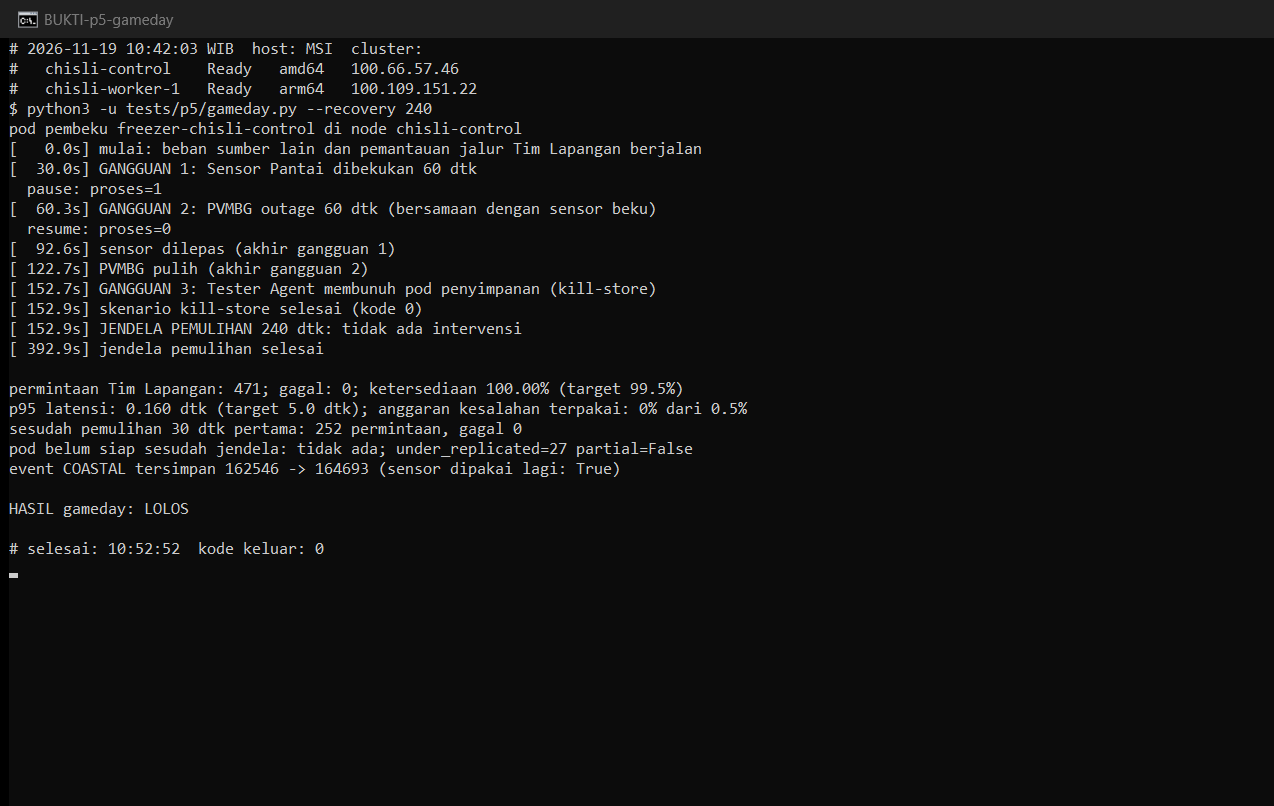 BUKTI-p5-gameday
# 2026-11-19 10:42:03 WIB  host: MSI  cluster:
#   chisli-control    Ready   amd64   100.66.57.46
#   chisli-worker-1   Ready   arm64   100.109.151.22
$ python3 -u tests/p5/gameday.py --recovery 240
pod pembeku freezer-chisli-control di node chisli-control
[   0.0s] mulai: beban sumber lain dan pemantauan jalur Tim Lapangan berjalan
[  30.0s] GANGGUAN 1: Sensor Pantai dibekukan 60 dtk
  pause: proses=1
[  60.3s] GANGGUAN 2: PVMBG outage 60 dtk (bersamaan dengan sensor beku)
  resume: proses=0
[  92.6s] sensor dilepas (akhir gangguan 1)
[ 122.7s] PVMBG pulih (akhir gangguan 2)
[ 152.7s] GANGGUAN 3: Tester Agent membunuh pod penyimpanan (kill-store)
[ 152.9s] skenario kill-store selesai (kode 0)
[ 152.9s] JENDELA PEMULIHAN 240 dtk: tidak ada intervensi
[ 392.9s] jendela pemulihan selesai
permintaan Tim Lapangan: 471; gagal: 0; ketersediaan 100.00% (target 99.5%)
p95 latensi: 0.160 dtk (target 5.0 dtk); anggaran kesalahan terpakai: 0% dari 0.5%
sesudah pemulihan 30 dtk pertama: 252 permintaan, gagal 0
pod belum siap sesudah jendela: tidak ada; under_replicated=27 partial=False
event COASTAL tersimpan 162546 -> 164693 (sensor dipakai lagi: True)
HASIL gameday: LOLOS
# selesai: 10:52:52  kode keluar: 0